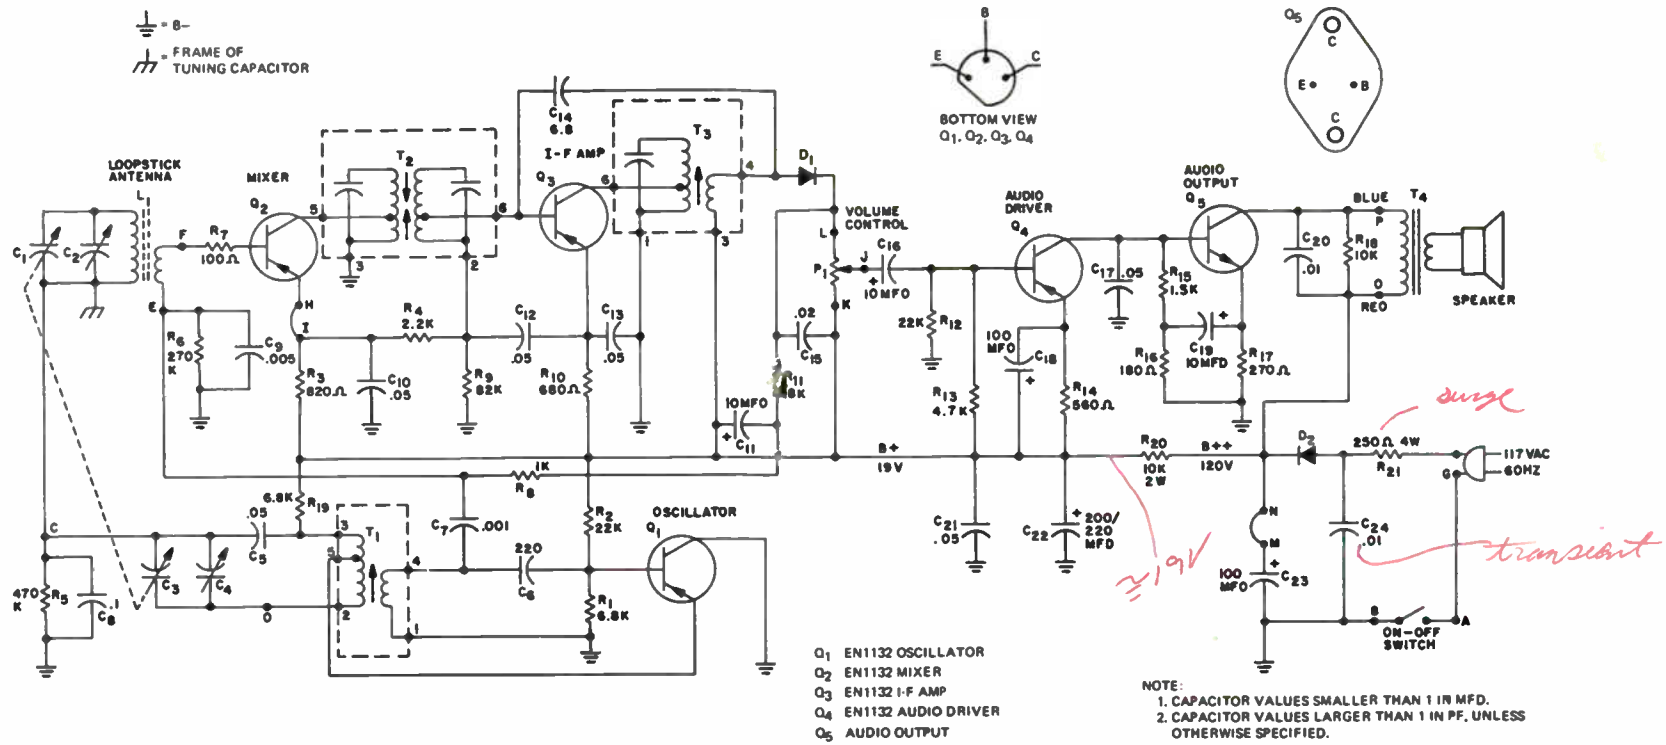 = B–
= FRAME OF
TUNING CAPACITOR
B
E
C
BOTTOM VIEW
Q1, Q2, Q3, Q4
Q5
C
E
B
C
LOOPSTICK
ANTENNA
L1
C1
C2
F
E
R7
100Ω
MIXER
Q2
H
I
T2
5
3
6
2
C14
6.8
I-F AMP
Q3
T3
6
1
4
3
D1
VOLUME
CONTROL
L
P1
J
K
C16
10MFD
+
AUDIO
DRIVER
Q4
C17 .05
AUDIO
OUTPUT
Q5
R15
1.5K
C20
.01
R18
10K
BLUE
P
O
RED
T4
SPEAKER
R6
270
K
C9
.005
R3
820Ω
C10
.05
R4
2.2K
R9
82K
C12
.05
R10
680Ω
C13
.05
10MFD
+
C11
R11
.02
C15
22K
R12
R13
4.7K
100
MFD
C18
+
R14
560Ω
R16
180Ω
C19
10MFD
+
R17
270Ω
surge
B+
19V
R20
10K
2W
B++
120V
D2
250Ω 4W
R21
117VAC
60HZ
G
1K
R8
6.8K
R19
C7
.001
220
C6
R2
22K
R1
6.8K
OSCILLATOR
Q1
C
.05
C5
C3
C4
D
T1
3
5
2
4
1
470
K
R5
.1
C8
C21
.05
C22
+
200/
220
MFD
≈19V
N
M
+
100
MFD
C23
C24
.01
transient
B
A
ON-OFF
SWITCH
Q1 EN1132 OSCILLATOR
Q2 EN1132 MIXER
Q3 EN1132 I-F AMP
Q4 EN1132 AUDIO DRIVER
Q5 AUDIO OUTPUT
NOTE:
1. CAPACITOR VALUES SMALLER THAN 1 IN MFD.
2. CAPACITOR VALUES LARGER THAN 1 IN PF, UNLESS
OTHERWISE SPECIFIED.